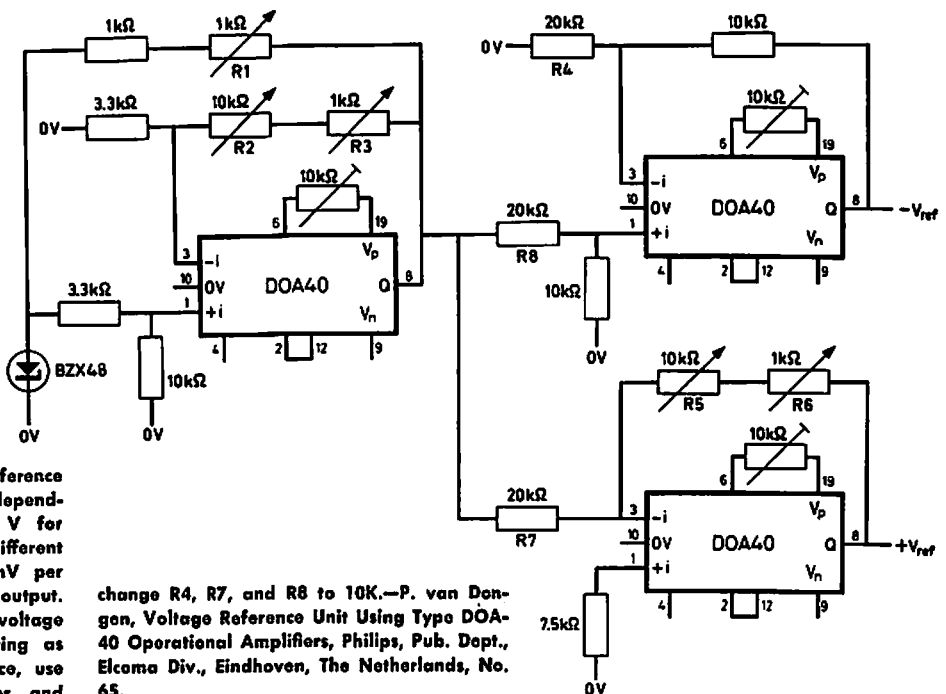 1kΩ 1kΩ
R1
3.3kΩ 10kΩ 1kΩ
0V
R2 R3
10kΩ
6 19
3 -i Vp
10 0V DOA40 Q 8
3.3kΩ 1 +i Vn
4 2 12 9
BZX48
10kΩ
0V
0V
20kΩ 10kΩ
0V
R4
10kΩ
6 19
3 -i Vp
10 0V DOA40 Q 8 -Vref
20kΩ 1 +i Vn
R8
4 2 12 9
10kΩ
0V
10kΩ 1kΩ
R5 R6
10kΩ
20kΩ 6 19
R7
3 -i Vp
10 0V DOA40 Q 8 +Vref
1 +i Vn
4 2 12 9
7.5kΩ
0V
ference
depend-
V for
ifferent
nV per
output.
voltage
ring as
ce, use
and
change R4, R7, and R8 to 10K.—P. van Don-
gen, Voltage Reference Unit Using Type DOA-
40 Operational Amplifiers, Philips, Pub. Dept.,
Elcoma Div., Eindhoven, The Netherlands, No.
65.